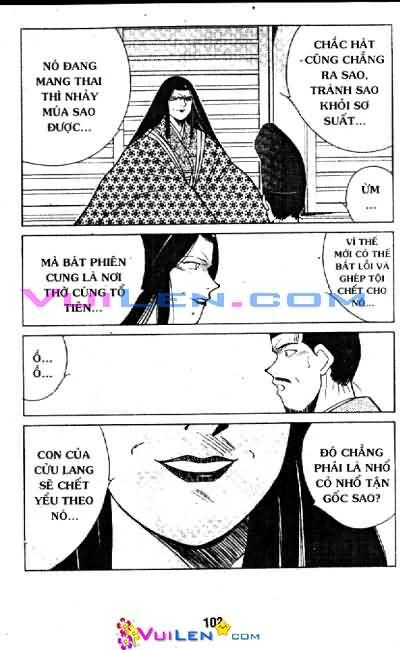 NÓ ĐANG
MANG THAI
THÌ NHẢY
MÚA SAO
ĐƯỢC...
CHẮC HẲT
CŨNG CHẲNG
RA SAO,
TRÁNH SAO
KHỎI SƠ
SUẤT...
ỪM
...
MÀ BÁT PHIÊN
CUNG LÀ NƠI
THỜ CÚNG TỔ
TIÊN...
VÌ THẾ
MỚI CÓ THỂ
BẮT LỖI VÀ
GHÉP TỘI
CHẾT CHO
NÓ...
VUILEN.COM
Ồ...
Ồ...
CON CỦA
CỬU LANG
SẼ CHẾT
YỂU THEO
NÓ...
ĐÓ CHẲNG
PHẢI LÀ NHỔ
CỎ NHỔ TẬN
GỐC SAO?
VUILEN.COM